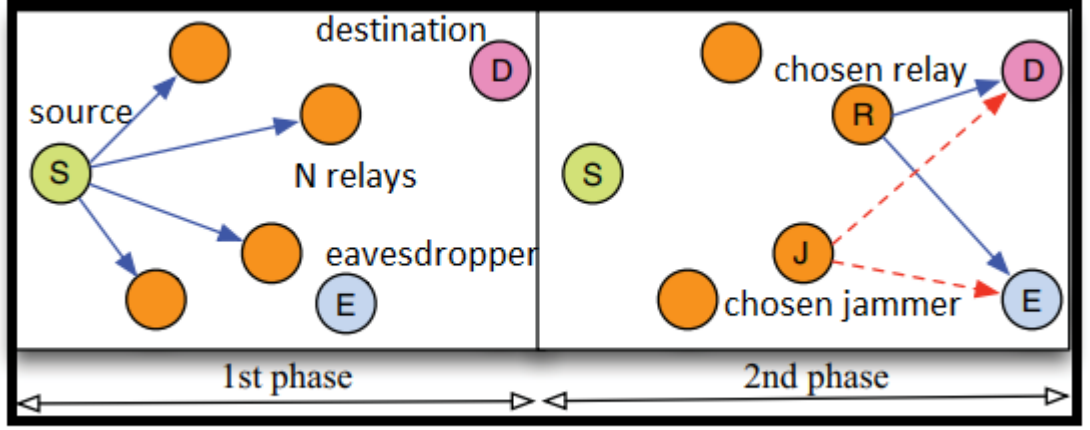 destination
D
source
S
N relays
eavesdropper
E
1st phase
chosen relay
D
R
S
J
chosen jammer
E
2nd phase